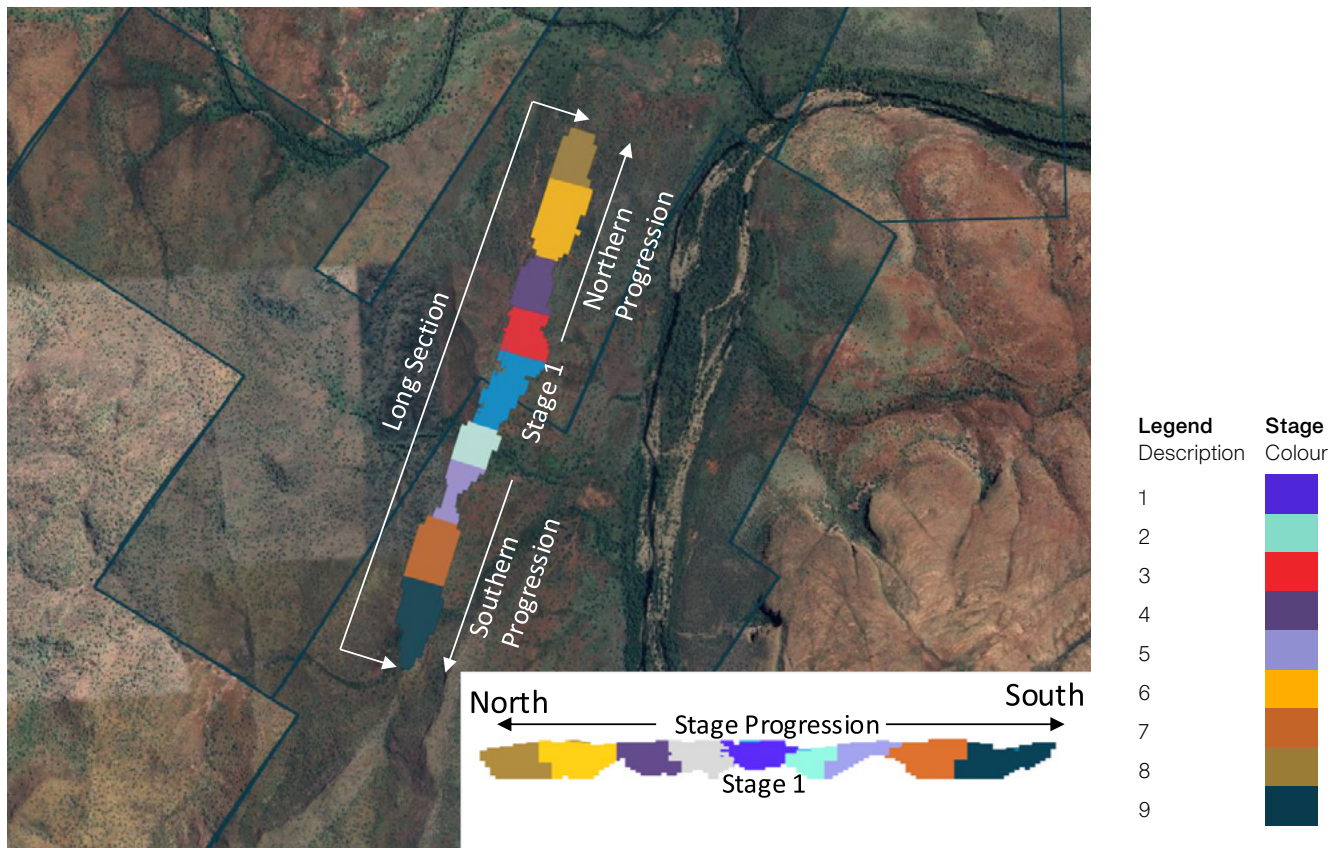 Long Section
Northern
Progression
Stage 1
Southern
Progression
North
South
Stage Progression
Stage 1
Legend Stage
Description Colour
1
2
3
4
5
6
7
8
9